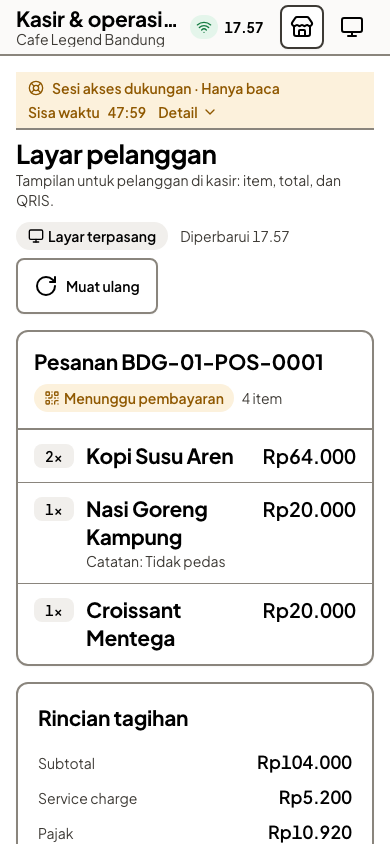 Kasir & operasi...
Cafe Legend Bandung
17.57
Sesi akses dukungan · Hanya baca
Sisa waktu 47:59 Detail
Layar pelanggan
Tampilan untuk pelanggan di kasir: item, total, dan
QRIS.
Layar terpasang Diperbarui 17.57
Muat ulang
Pesanan BDG-01-POS-0001
Menunggu pembayaran 4 item
2× Kopi Susu Aren Rp64.000
1× Nasi Goreng Rp20.000
Kampung
Catatan: Tidak pedas
1× Croissant Rp20.000
Mentega
Rincian tagihan
Subtotal Rp104.000
Service charge Rp5.200
Pajak Rp10.920